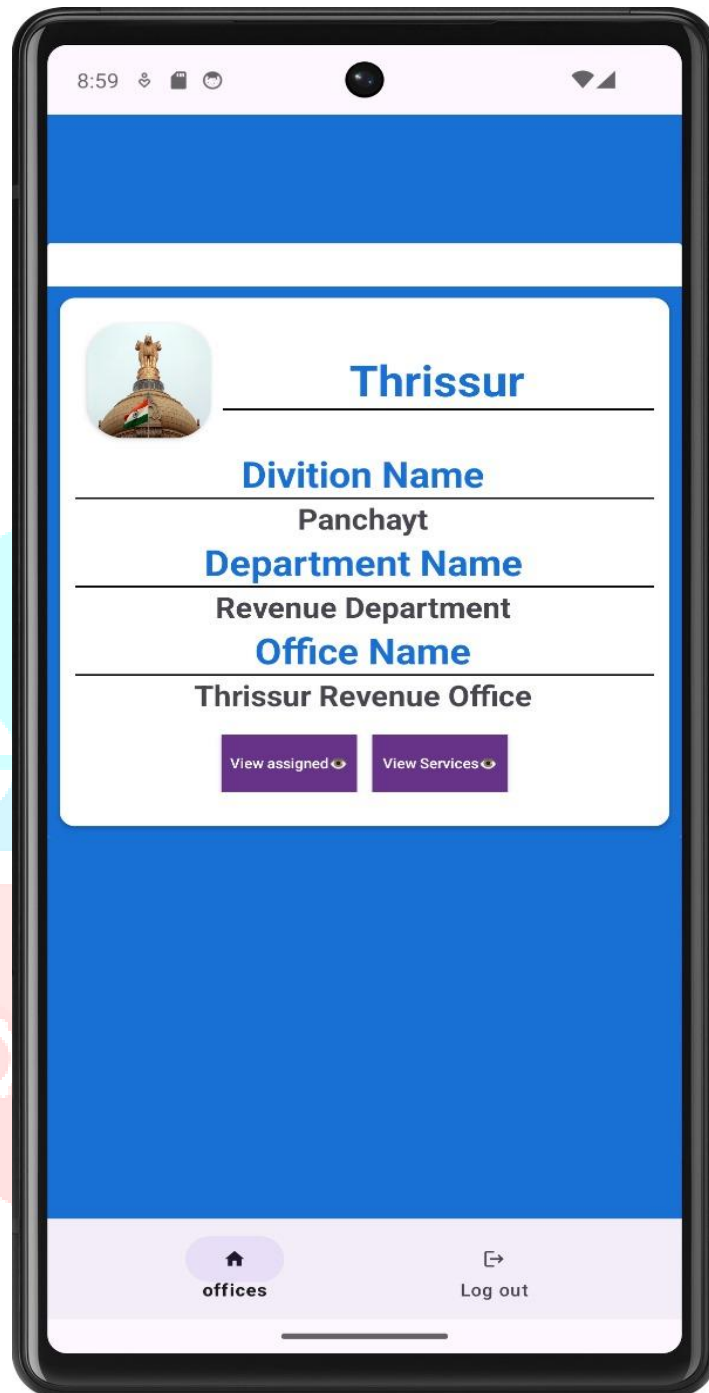 8:59
Thrissur
Divition Name
Panchayt
Department Name
Revenue Department
Office Name
Thrissur Revenue Office
View assigned👁 View Services👁
offices Log out